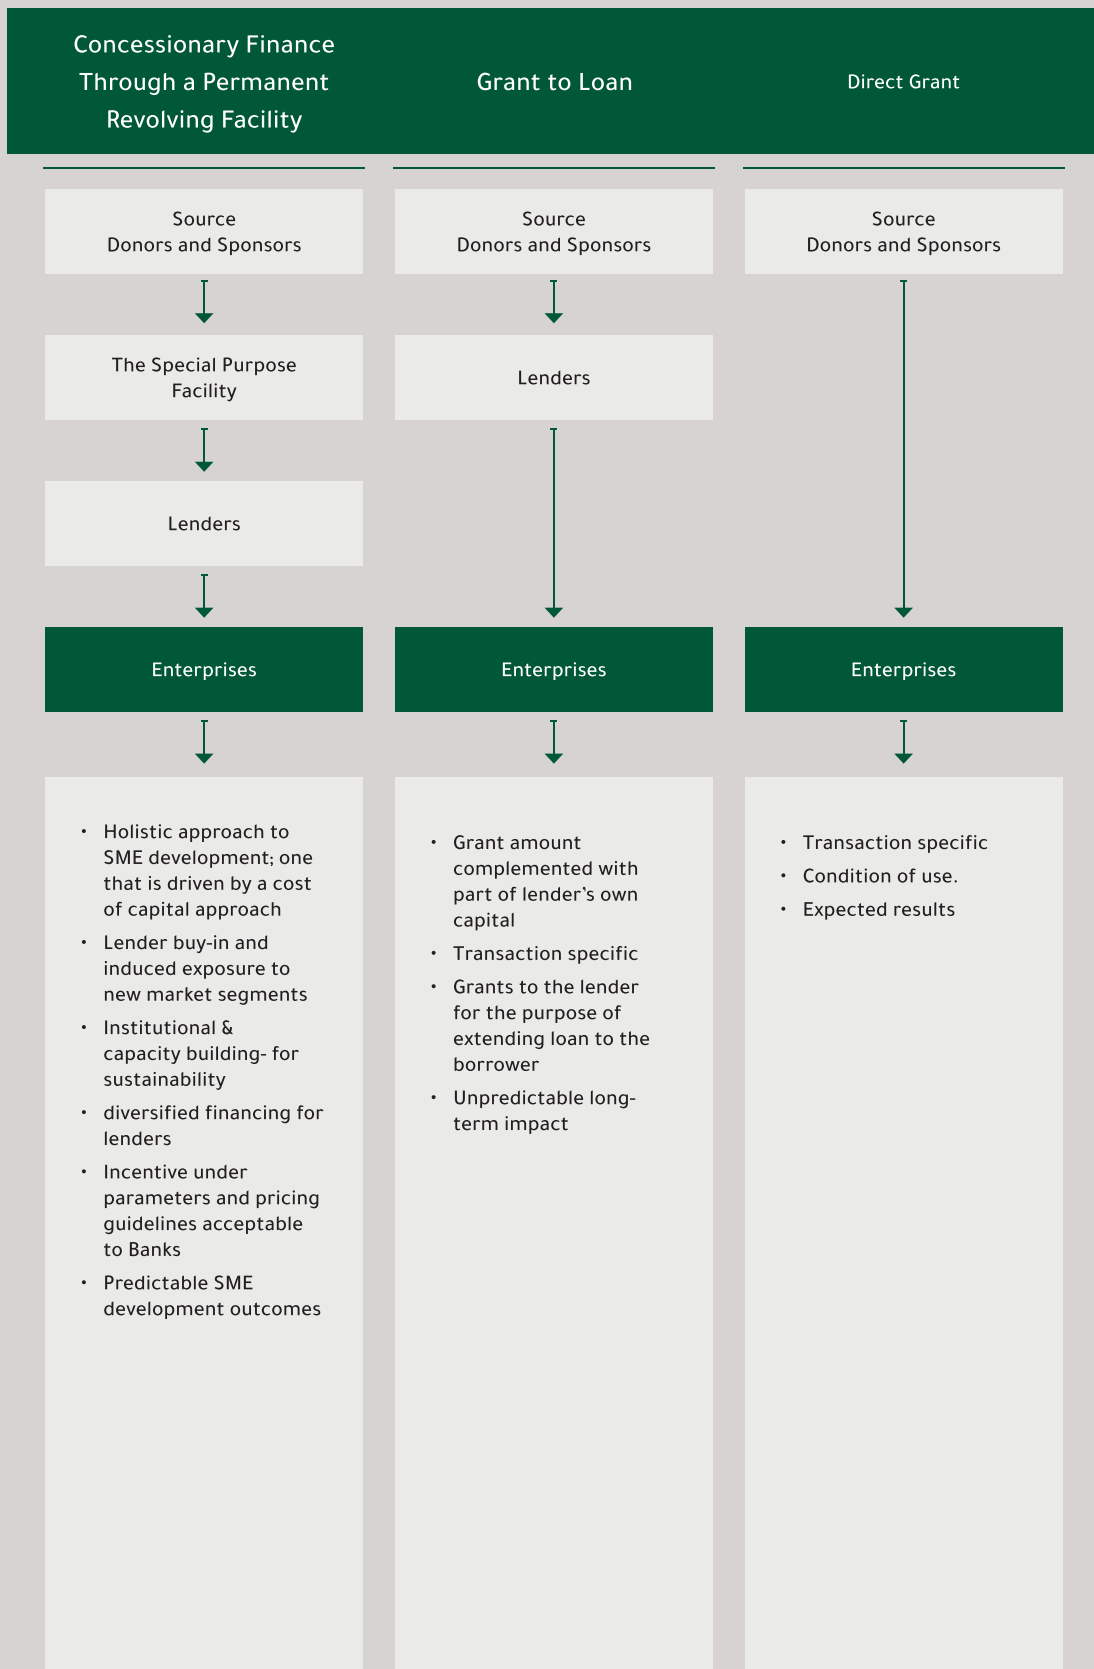 Concessionary Finance
Through a Permanent
Revolving Facility
Grant to Loan
Direct Grant
Source
Donors and Sponsors
The Special Purpose
Facility
Lenders
Enterprises
• Holistic approach to
SME development; one
that is driven by a cost
of capital approach
• Lender buy-in and
induced exposure to
new market segments
• Institutional &
capacity building- for
sustainability
• diversified financing for
lenders
• Incentive under
parameters and pricing
guidelines acceptable
to Banks
• Predictable SME
development outcomes
Source
Donors and Sponsors
Lenders
Enterprises
• Grant amount
complemented with
part of lender’s own
capital
• Transaction specific
• Grants to the lender
for the purpose of
extending loan to the
borrower
• Unpredictable long-
term impact
Source
Donors and Sponsors
Enterprises
• Transaction specific
• Condition of use.
• Expected results